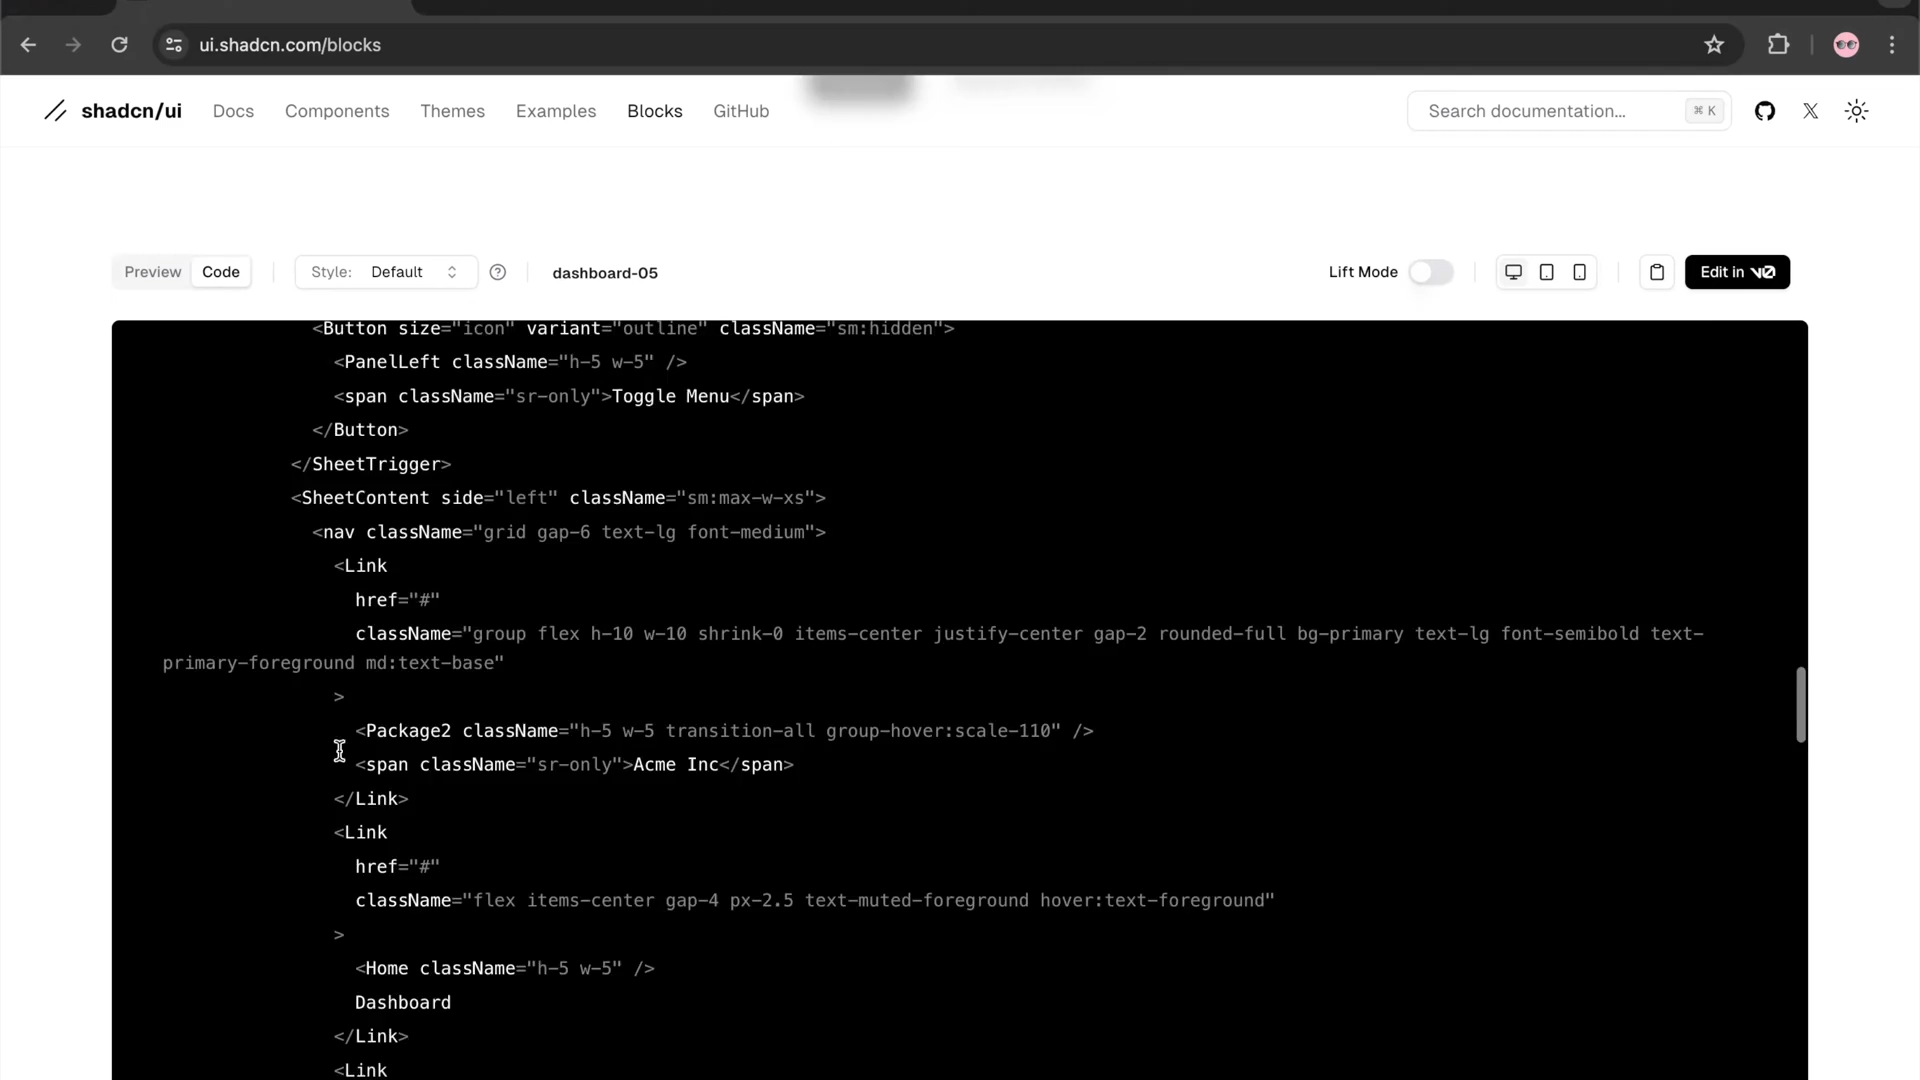 ui.shadcn.com/blocks
shadcn/ui Docs Components Themes Examples Blocks GitHub Search documentation... ⌘ K
Preview Code Style: Default dashboard-05 Lift Mode Edit in v0
<Button size="icon" variant="outline" className="sm:hidden">
<PanelLeft className="h-5 w-5" />
<span className="sr-only">Toggle Menu</span>
</Button>
</SheetTrigger>
<SheetContent side="left" className="sm:max-w-xs">
<nav className="grid gap-6 text-lg font-medium">
<Link
href="#"
className="group flex h-10 w-10 shrink-0 items-center justify-center gap-2 rounded-full bg-primary text-lg font-semibold text-
primary-foreground md:text-base"
>
<Package2 className="h-5 w-5 transition-all group-hover:scale-110" />
<span className="sr-only">Acme Inc</span>
</Link>
<Link
href="#"
className="flex items-center gap-4 px-2.5 text-muted-foreground hover:text-foreground"
>
<Home className="h-5 w-5" />
Dashboard
</Link>
<Link